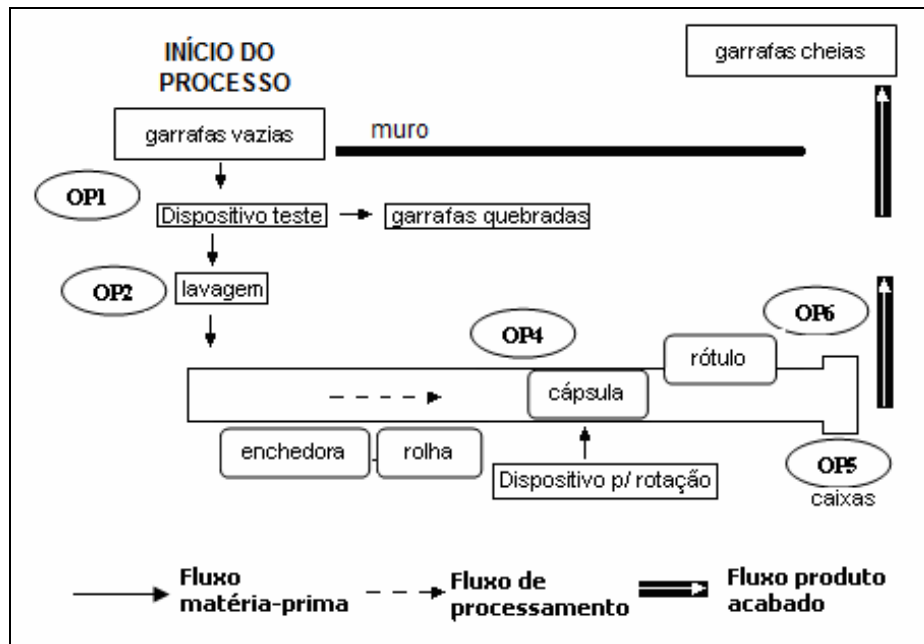 INÍCIO DO
PROCESSO
garrafas cheias
garrafas vazias
muro
OP1
Dispositivo teste
garrafas quebradas
OP2
lavagem
OP4
OP6
rótulo
cápsula
enchedora
rolha
Dispositivo p/ rotação
OP5
caixas
Fluxo
matéria-prima
Fluxo de
processamento
Fluxo produto
acabado